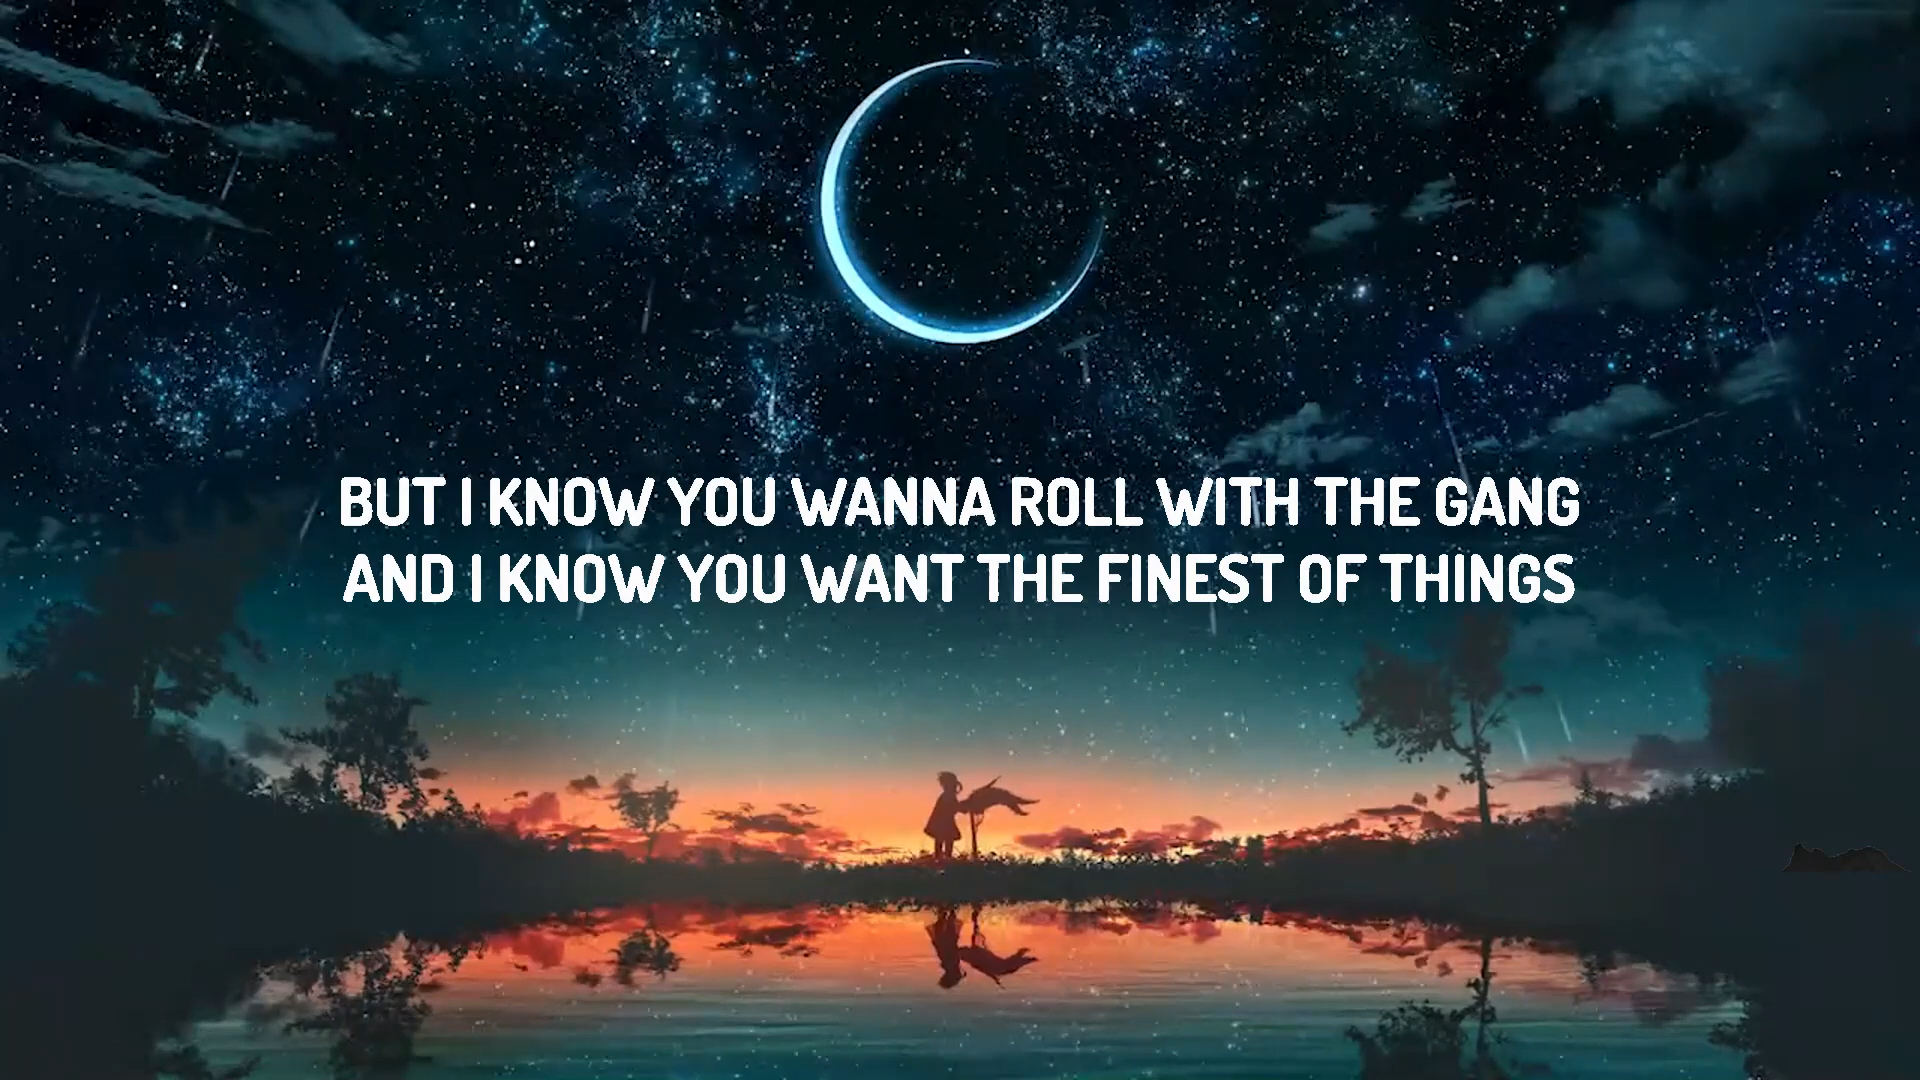 BUT I KNOW YOU WANNA ROLL WITH THE GANG
AND I KNOW YOU WANT THE FINEST OF THINGS